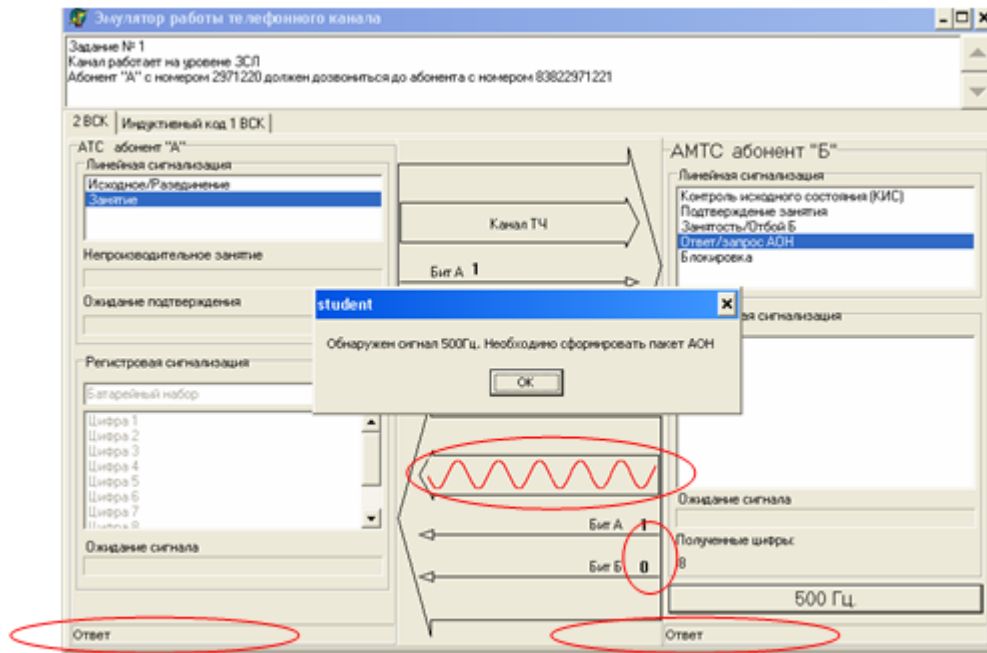 Эмулятор работы телефонного канала
Задание № 1
Канал работает на уровене ЗСЛ
Абонент "А" с номером 2971220 должен дозвониться до абонента с номером 83822971221
2 ВСК
Индуктивный код 1 ВСК
АТС абонент "А"
Линейная сигнализация
Исходное/Разединение
Занятие
Непроизводительное занятие
Ожидание подтверждения
Регистровая сигнализация
Батарейный набор
Цифра 1
Цифра 2
Цифра 3
Цифра 4
Цифра 5
Цифра 6
Цифра 7
Цифра 8
Ожидание сигнала
Ответ
Канал ТЧ
Бит А 1
student
Обнаружен сигнал 500Гц. Необходимо сформировать пакет АОН
OK
Бит А 1
Бит Б 0
АМТС абонент "Б"
Линейная сигнализация
Контроль исходного состояния (КИС)
Подтверждение занятия
Занятость/Отбой Б
Ответ/запрос АОН
Блокировка
сигнализация
Ожидание сигнала
Полученные цифры:
8
500 Гц.
Ответ